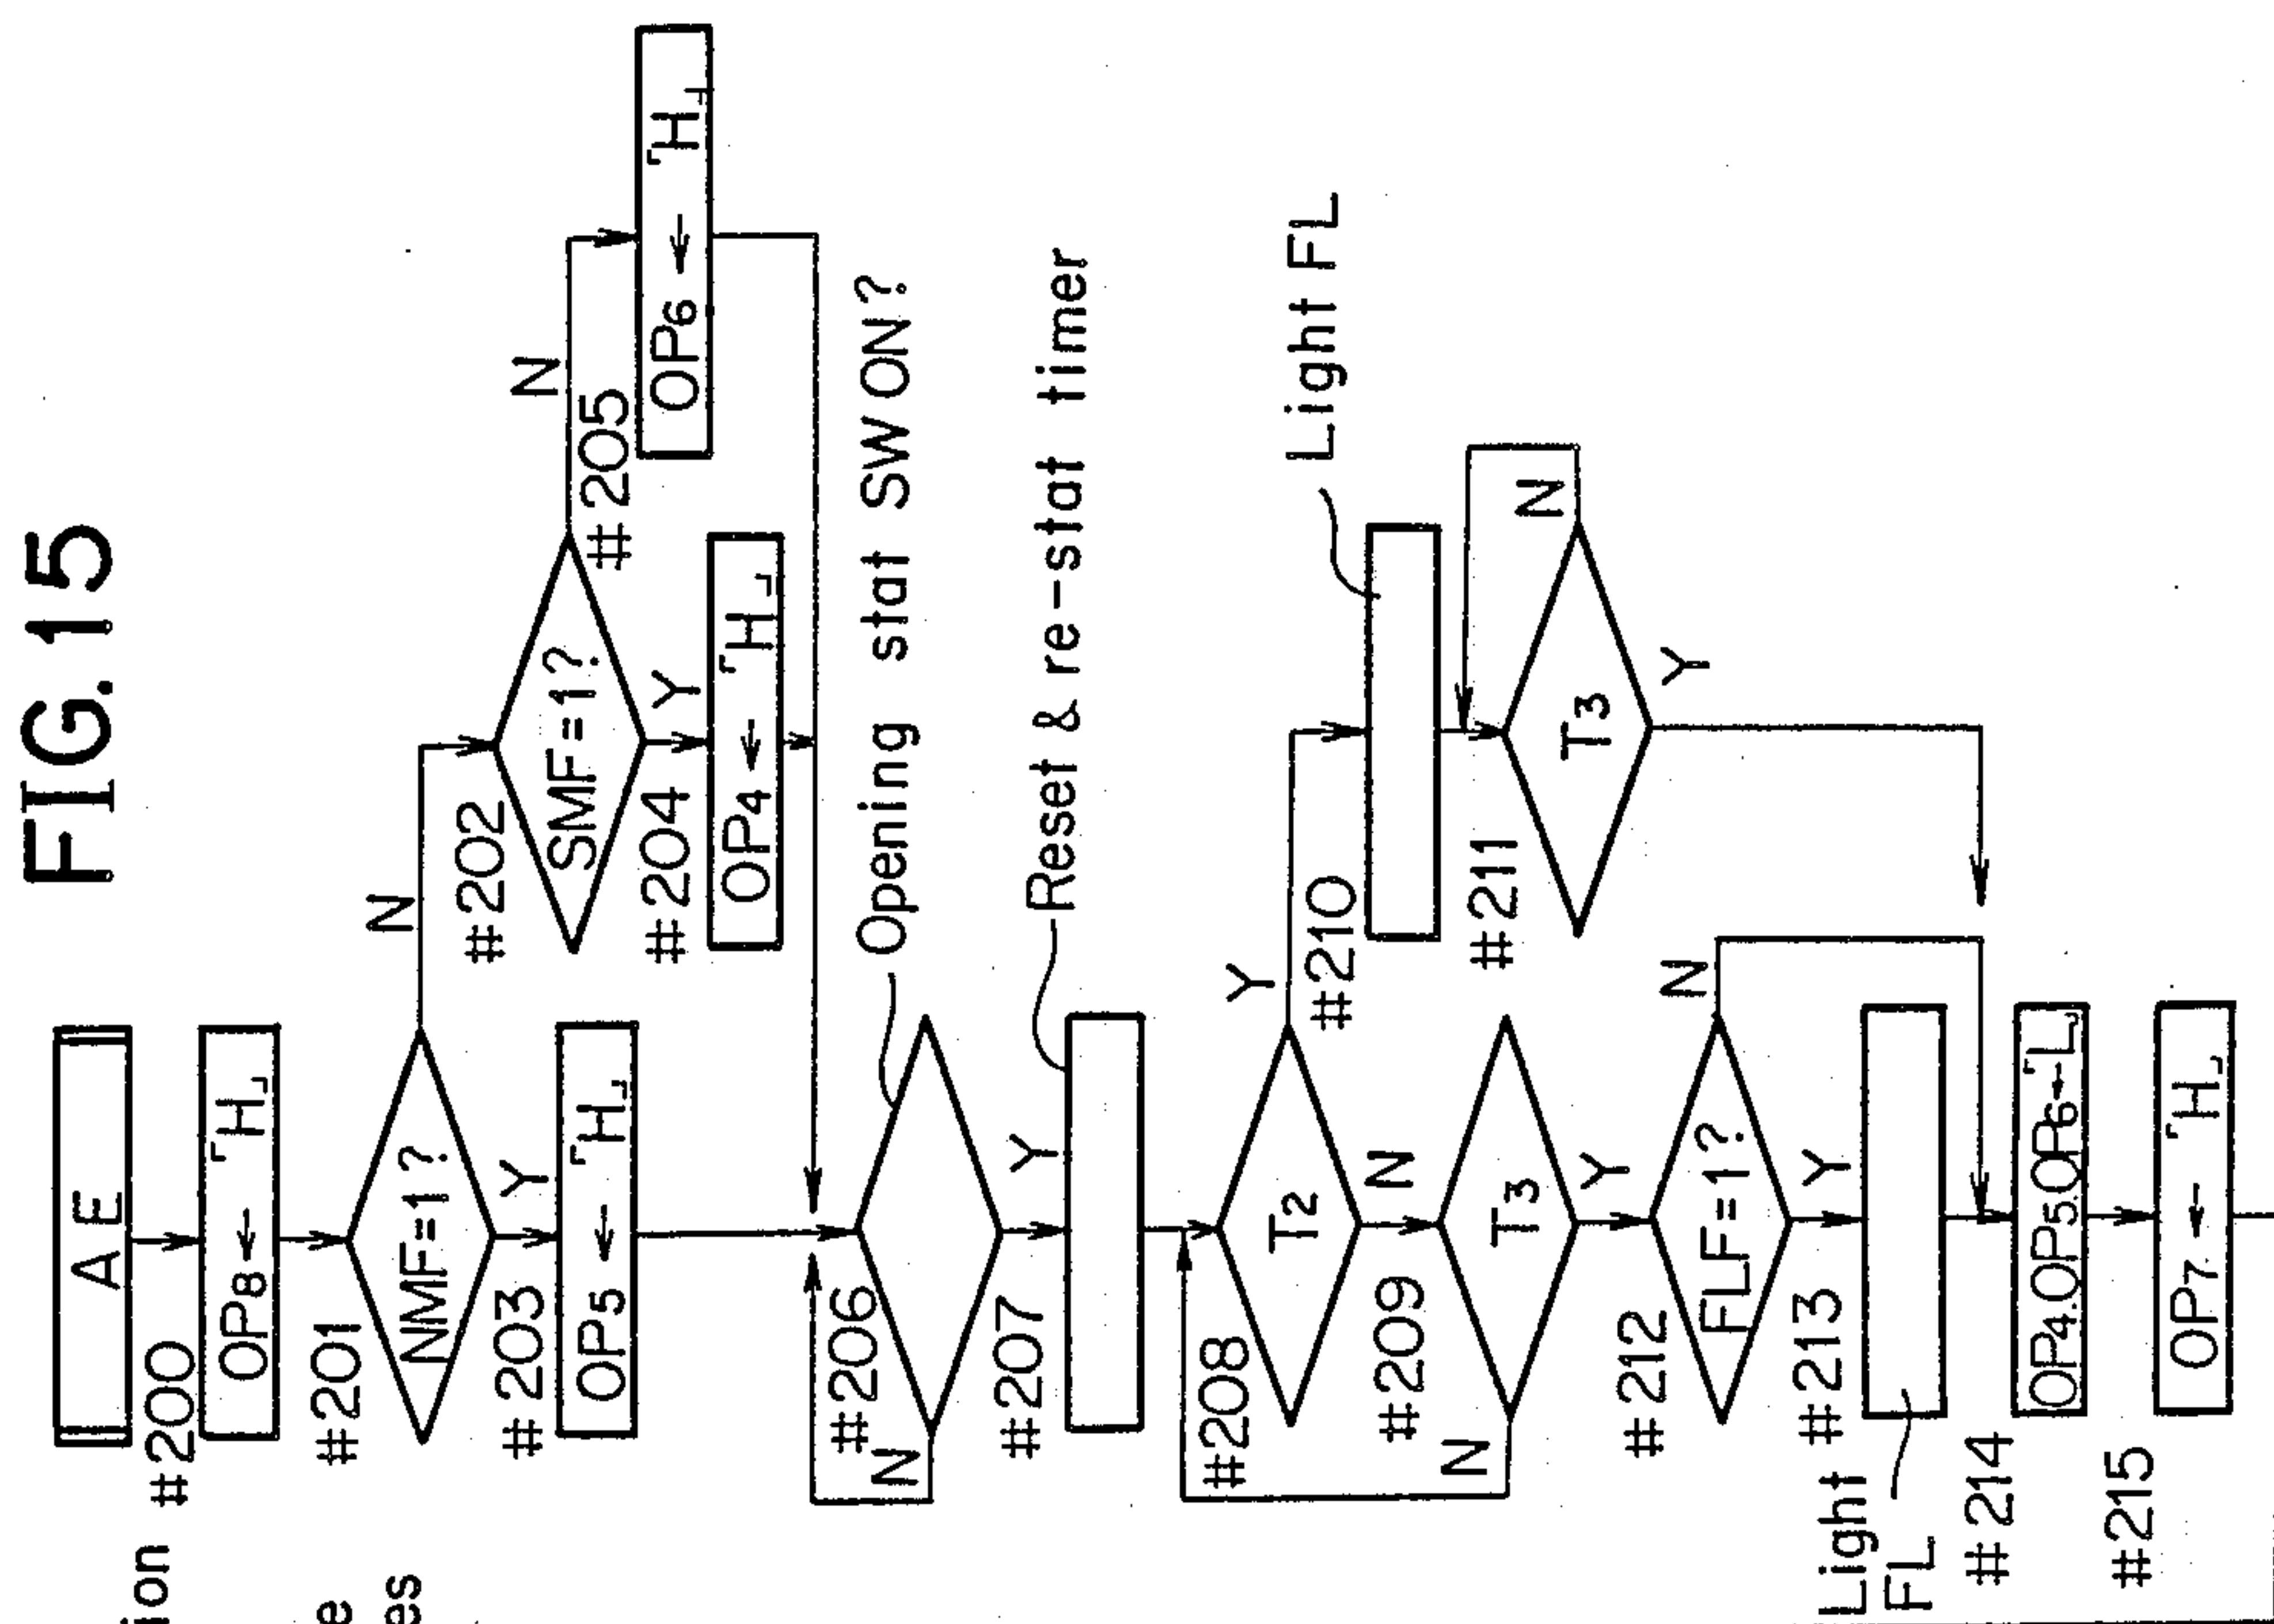 FIG. 15
AE
#200
OP8 ← 「H」
#201
NMF=1?
N
Y
#202
SMF=1?
N
Y
#203
OP5 ← 「H」
#204
OP4 ← 「H」
#205
OP6 ← 「H」
#206
Opening stat SWON?
N
Y
#207
Reset & re-stat timer
#208
T2
Y
N
#209
T3
N
Y
#210
Light FL
#211
T3
N
Y
#212
FLF=1?
N
Y
#213
Light
FL
#214
OP4.OP5.OP6←「L」
#215
OP7 ← 「H」